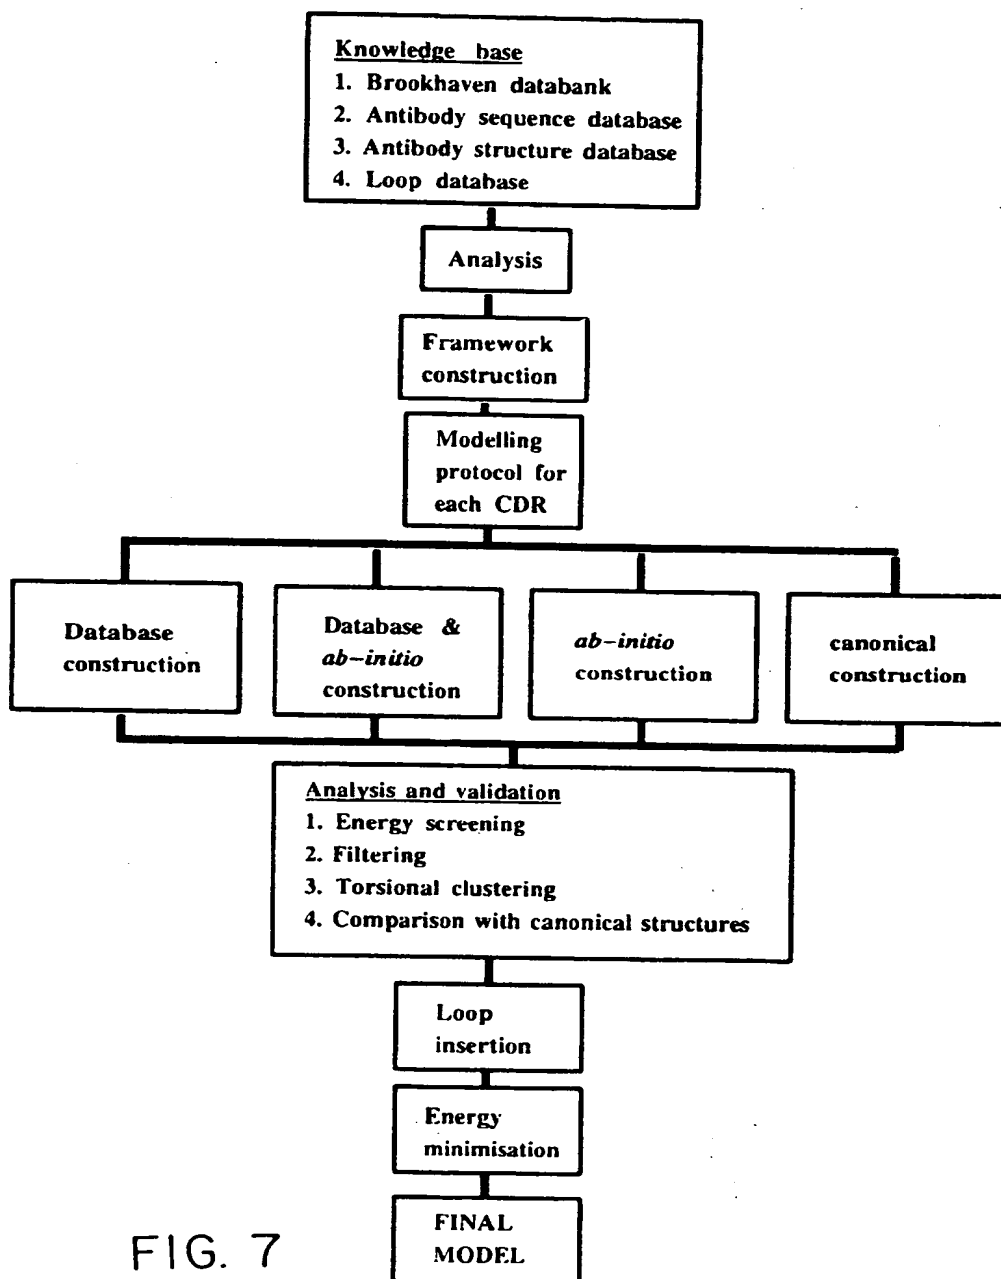 Knowledge base
1. Brookhaven databank
2. Antibody sequence database
3. Antibody structure database
4. Loop database
Analysis
Framework
construction
Modelling
protocol for
each CDR
Database
construction
Database &
ab-initio
construction
ab-initio
construction
canonical
construction
Analysis and validation
1. Energy screening
2. Filtering
3. Torsional clustering
4. Comparison with canonical structures
Loop
insertion
Energy
minimisation
FINAL
MODEL
FIG. 7